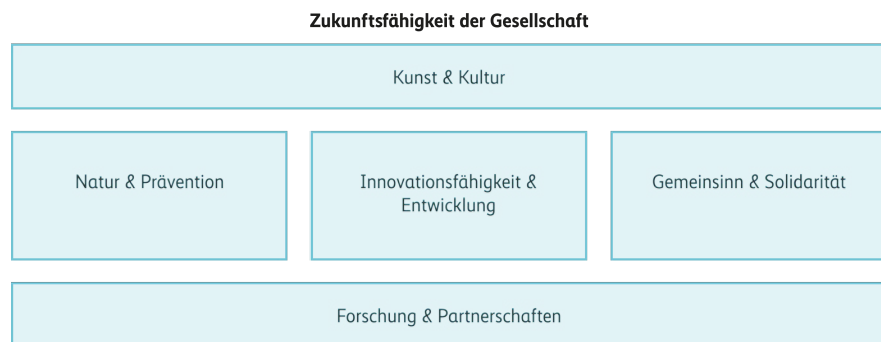 Zukunftsfähigkeit der Gesellschaft
Kunst & Kultur
Natur & Prävention
Innovationsfähigkeit &
Entwicklung
Gemeinsinn & Solidarität
Forschung & Partnerschaften